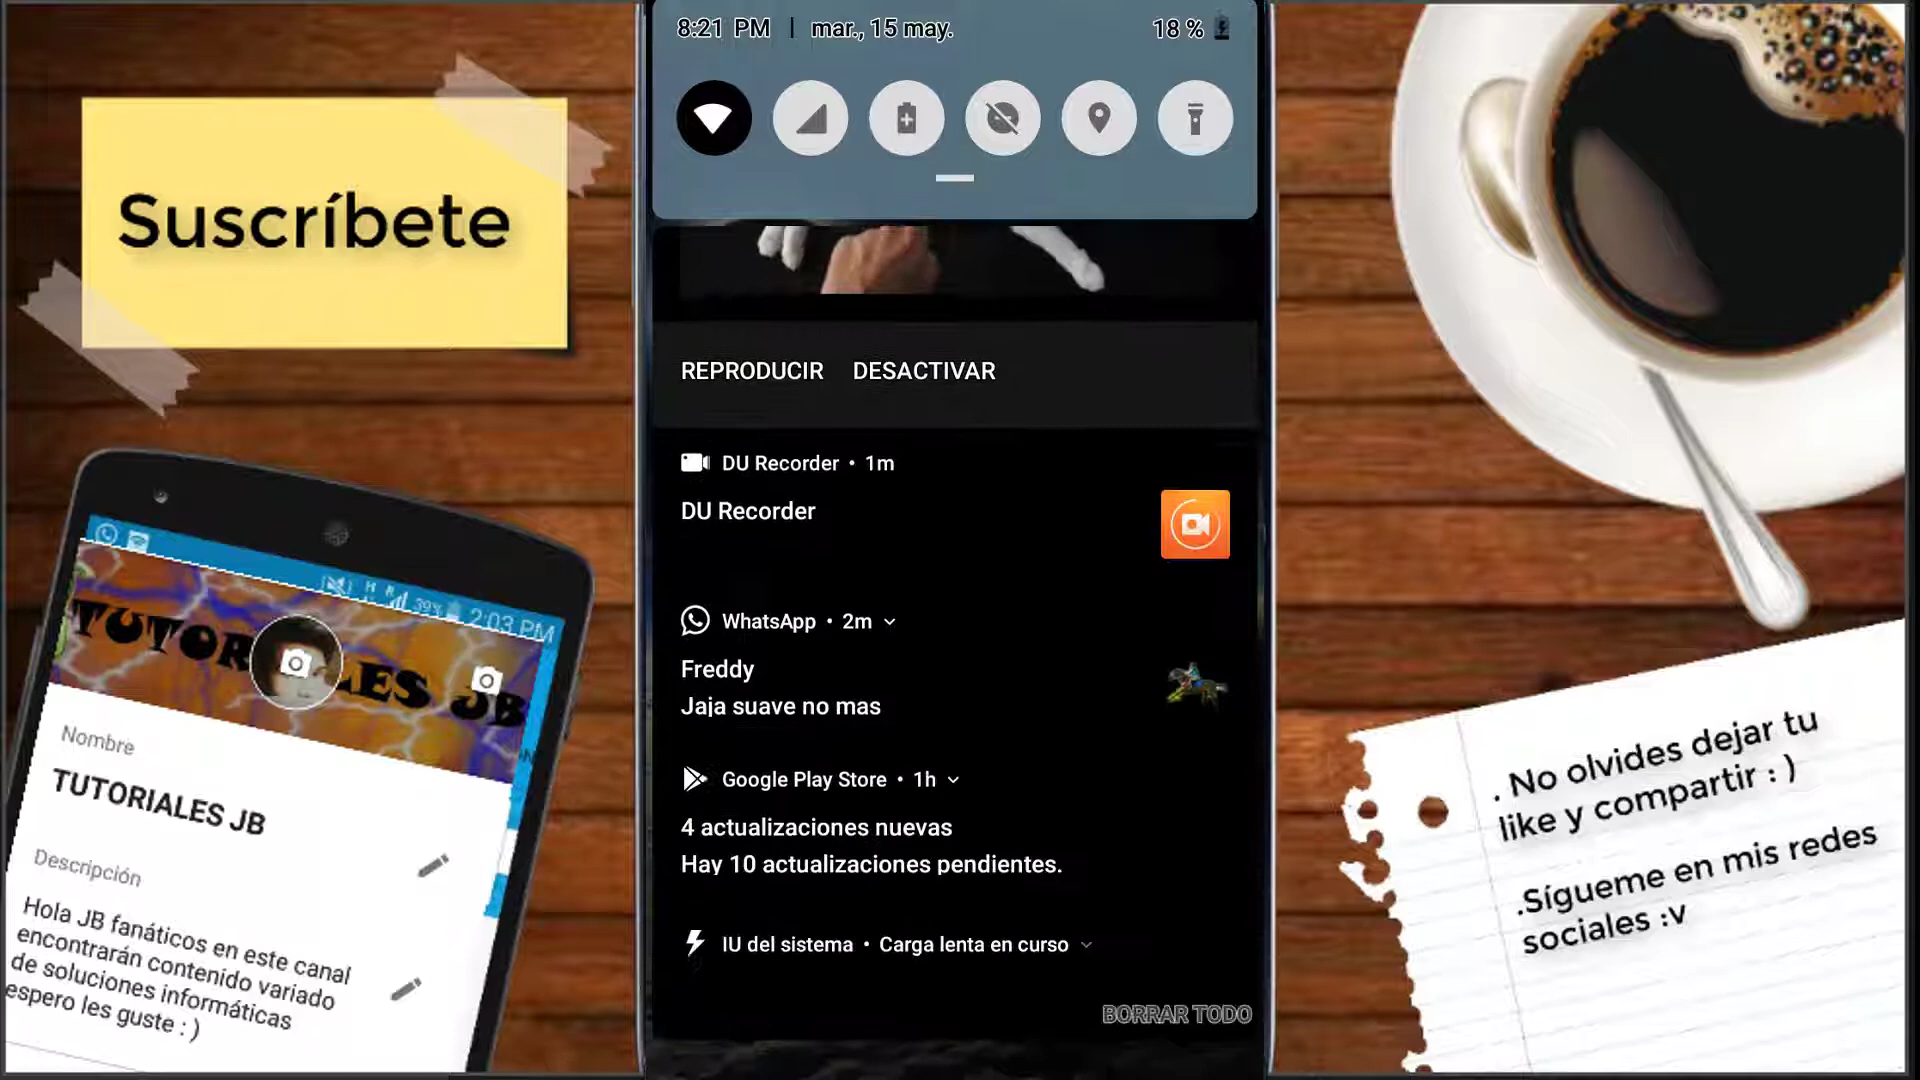 Suscríbete
2:03 PM
39%
TUTORIALES JB
Nombre
TUTORIALES JB
Descripción
Hola JB fanáticos en este canal
encontrarán contenido variado
de soluciones informáticas
espero les guste : )
8:21 PM | mar., 15 may.
18 %
REPRODUCIR DESACTIVAR
DU Recorder • 1m
DU Recorder
WhatsApp • 2m
Freddy
Jaja suave no mas
Google Play Store • 1h
4 actualizaciones nuevas
Hay 10 actualizaciones pendientes.
IU del sistema • Carga lenta en curso
BORRAR TODO
. No olvides dejar tu
like y compartir : )
.Sígueme en mis redes
sociales :v